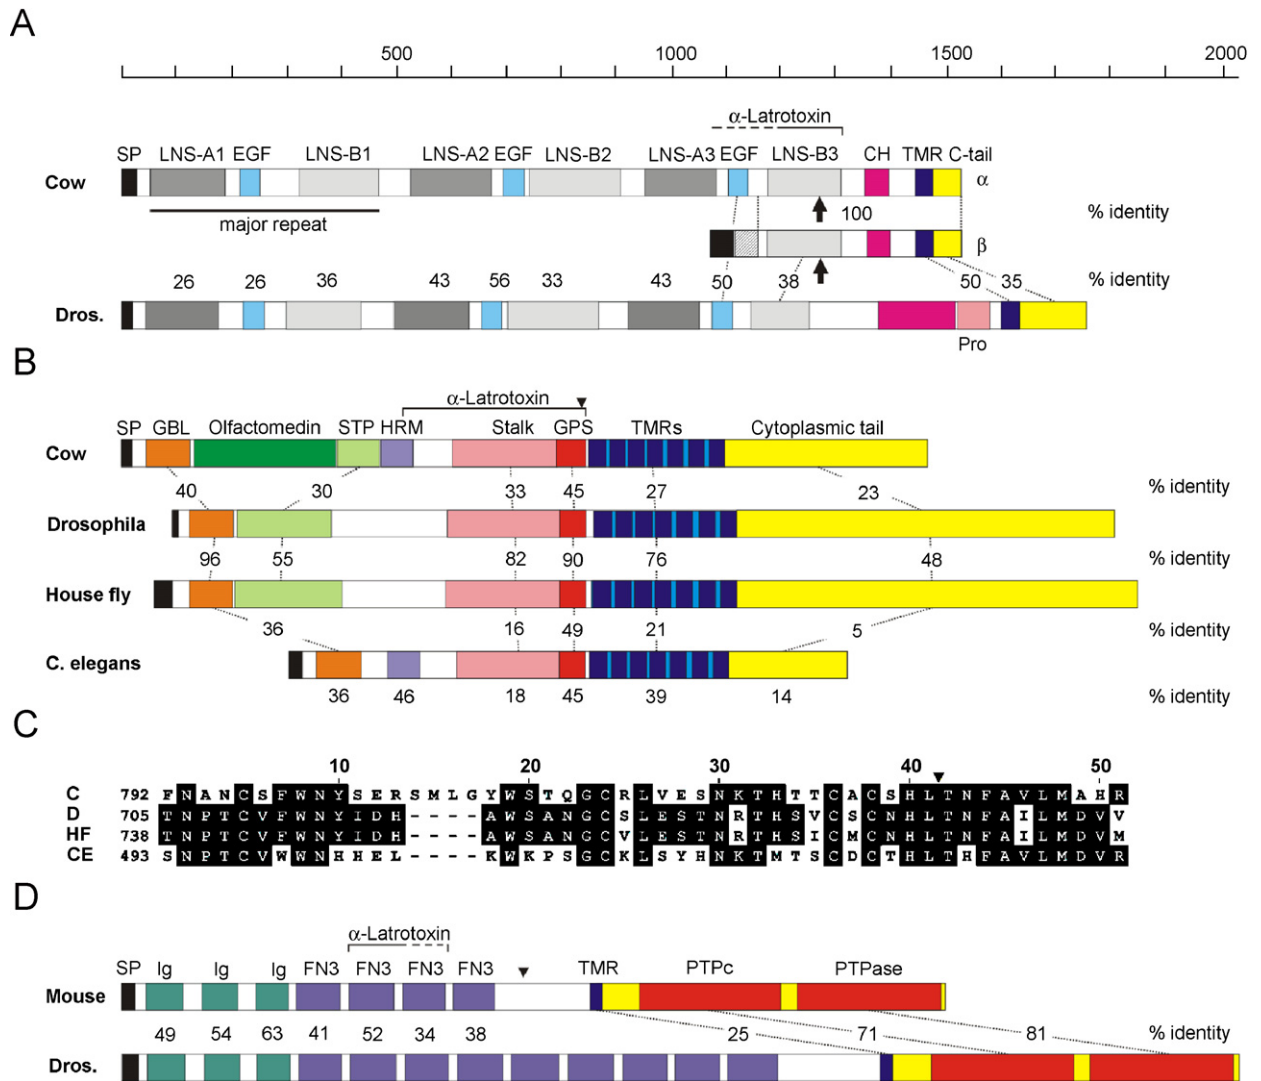 A
500 1000 1500 2000
α-Latrotoxin
SP LNS-A1 EGF LNS-B1 LNS-A2 EGF LNS-B2 LNS-A3 EGF LNS-B3 CH TMR C-tail
Cow α
major repeat 100 % identity
β
26 26 36 43 56 33 43 50 38 50 35 % identity
Dros.
Pro
B
α-Latrotoxin
SP GBL Olfactomedin STP HRM Stalk GPS TMRs Cytoplasmic tail
Cow
40 30 33 45 27 23 % identity
Drosophila
96 55 82 90 76 48 % identity
House fly
36 16 49 21 5 % identity
C. elegans
36 46 18 45 39 14 % identity
C
10 20 30 40 50
C 792 F N A N C S F W N Y S E R S M L G Y W S T Q G C R L V E S N K T H T T C A C S H L T N F A V L M A H R
D 705 T N P T C V F W N Y I D H - - - - A W S A N G C S L E S T N R T H S V C S C N H L T N F A I L M D V V
HF 738 T N P T C V F W N Y I D H - - - - A W S A N G C V L E S T N R T H S I C M C N H L T N F A I L M D V M
CE 493 S N P T C V W W N H H E L - - - - K W K P S G C K L S Y H N K T M T S C D C T H L T H F A V L M D V R
D
α-Latrotoxin
SP Ig Ig Ig FN3 FN3 FN3 FN3 TMR PTPc PTPase
Mouse
49 54 63 41 52 34 38 25 71 81 % identity
Dros.